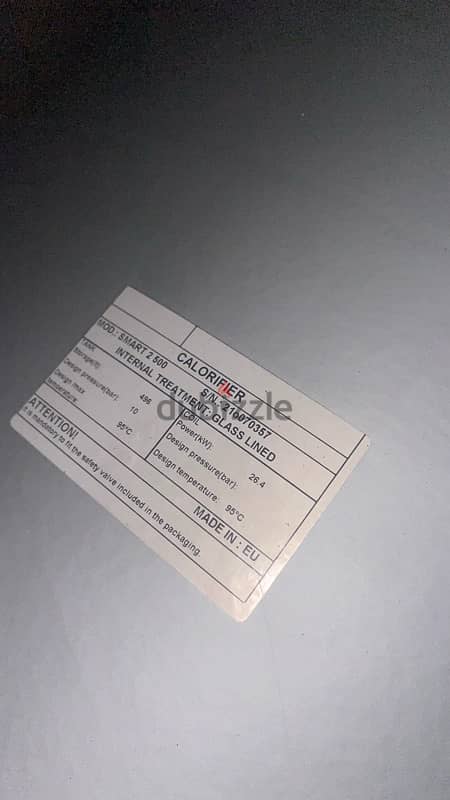 CALORIFIER
MOD.: SMART 2 500
S/N. 210070357
INTERNAL TREATMENT: GLASS LINED
TANK
Storage(lt): 496
Design pressure(bar): 10
Design max temperature: 95°C
COIL
Power(kW): 26.4
Design pressure(bar):
Design temperature: 95°C
MADE IN : EU
ATTENTION!
It is mandatory to fit the safety valve included in the packaging.
dubizzle